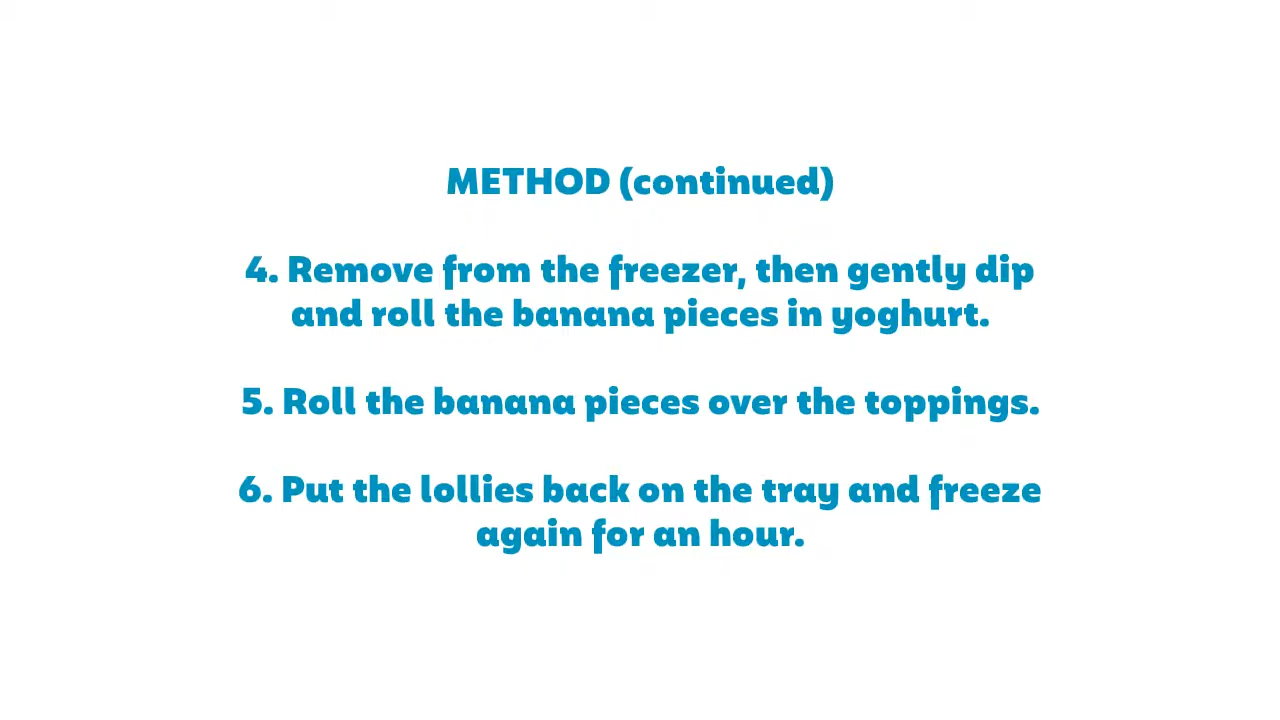 METHOD (continued)
4. Remove from the freezer, then gently dip
and roll the banana pieces in yoghurt.
5. Roll the banana pieces over the toppings.
6. Put the lollies back on the tray and freeze
again for an hour.